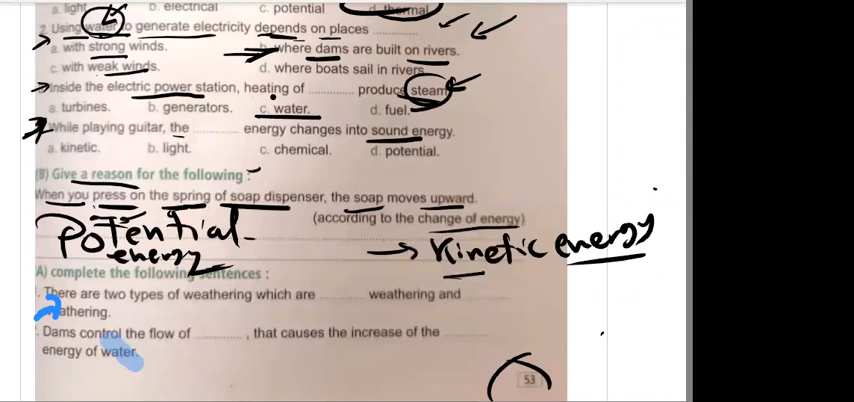 a. light b. electrical c. potential d. thermal
2. Using water to generate electricity depends on places ............
a. with strong winds. b. where dams are built on rivers.
c. with weak winds. d. where boats sail in rivers.
Inside the electric power station, heating of ............ produce steam
a. turbines. b. generators. c. water. d. fuel.
While playing guitar, the ............ energy changes into sound energy.
a. kinetic. b. light. c. chemical. d. potential.
(B) Give a reason for the following :
When you press on the spring of soap dispenser, the soap moves upward.
(according to the change of energy)
Potential energy → Kinetic energy
A) complete the following sentences :
There are two types of weathering which are ............ weathering and ............
athering.
Dams control the flow of ............ , that causes the increase of the ............
energy of water.
53